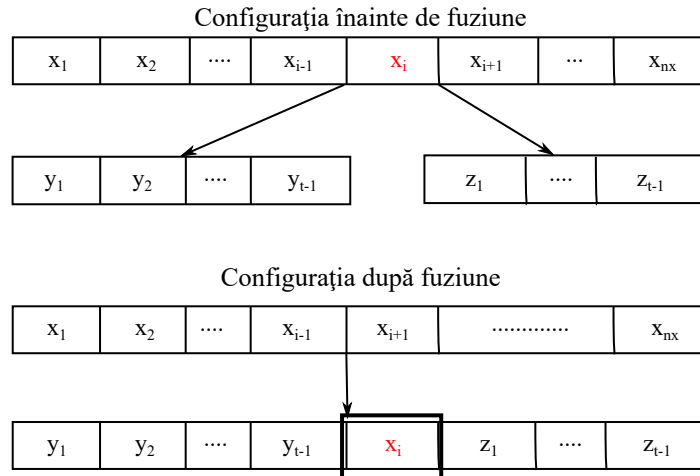 Configuraţia înainte de fuziune
x₁ x₂ .... xᵢ₋₁ xᵢ xᵢ₊₁ ... xₙₓ
y₁ y₂ .... yₜ₋₁ z₁ .... zₜ₋₁
Configuraţia după fuziune
x₁ x₂ .... xᵢ₋₁ xᵢ₊₁ ............. xₙₓ
y₁ y₂ .... yₜ₋₁ xᵢ z₁ .... zₜ₋₁